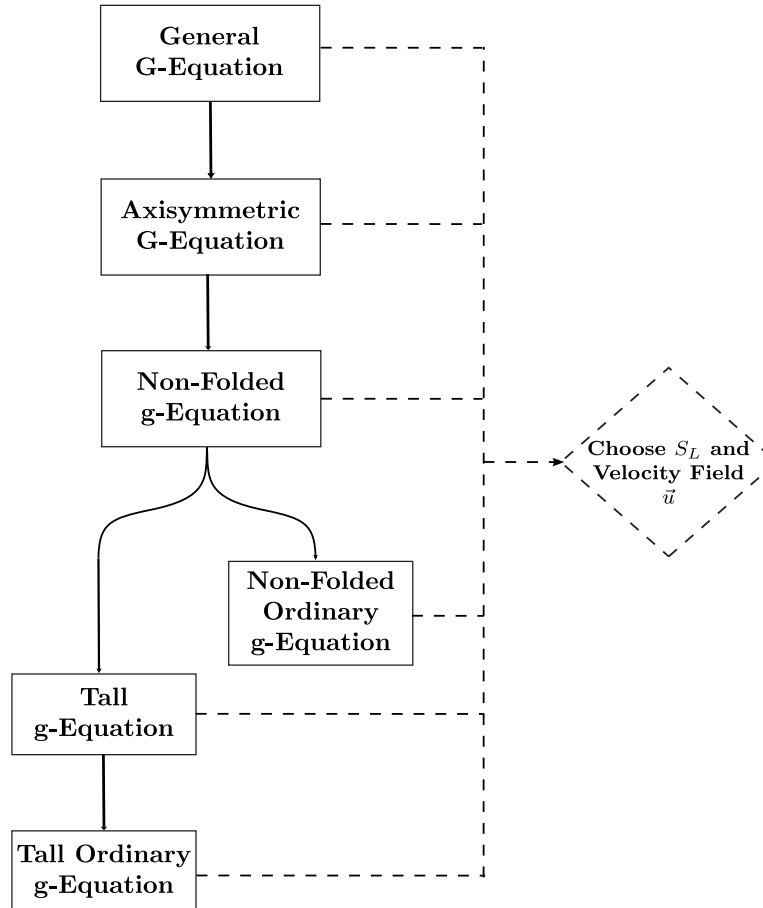 General
G-Equation
Axisymmetric
G-Equation
Non-Folded
g-Equation
Choose $S_L$ and
Velocity Field
$\vec{u}$
Non-Folded
Ordinary
g-Equation
Tall
g-Equation
Tall Ordinary
g-Equation